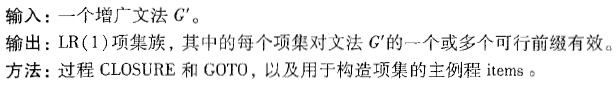 输入：一个增广文法 G′。
输出：LR(1)项集族，其中的每个项集对文法 G′的一个或多个可行前缀有效。
方法：过程 CLOSURE 和 GOTO，以及用于构造项集的主例程 items。